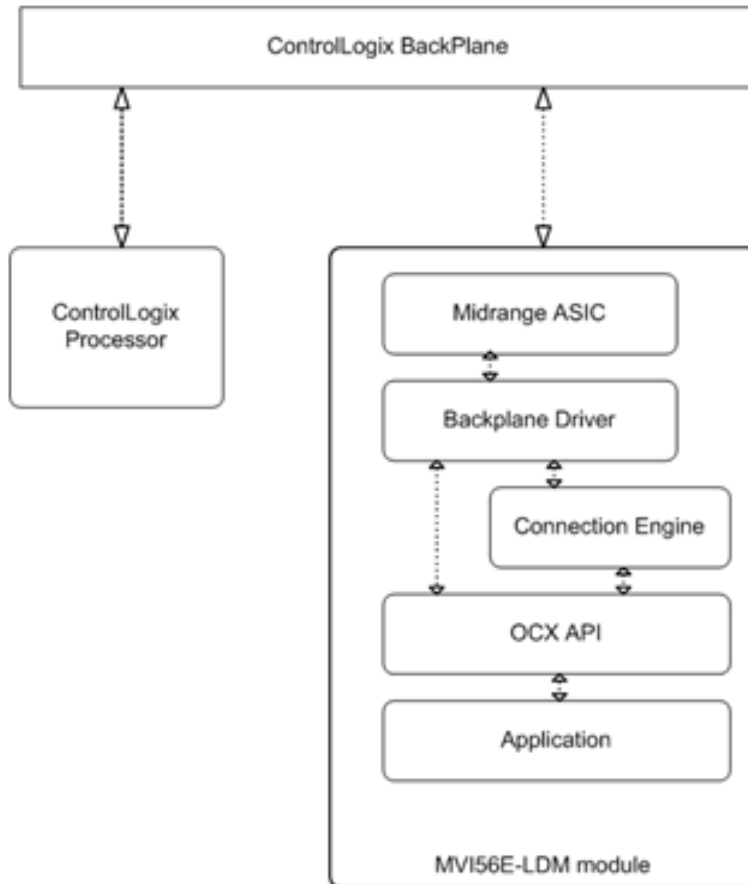 ControlLogix BackPlane
ControlLogix
Processor
Midrange ASIC
Backplane Driver
Connection Engine
OCX API
Application
MVI56E-LDM module